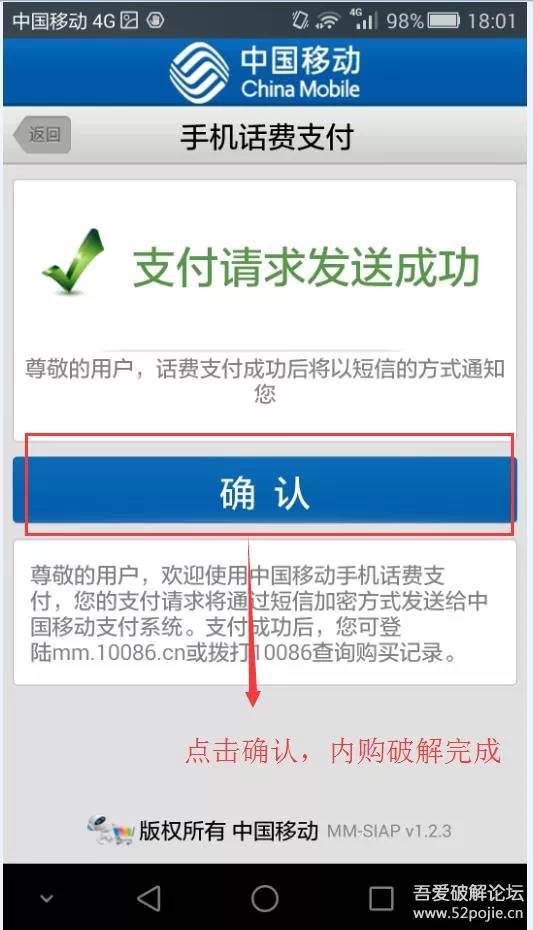 中国移动 4G 4G 98% 18:01
中国移动
China Mobile
返回 手机话费支付
支付请求发送成功
尊敬的用户，话费支付成功后将以短信的方式通知
您
确 认
尊敬的用户，欢迎使用中国移动手机话费支
付，您的支付请求将通过短信加密方式发送给中
国移动支付系统。支付成功后，您可登
陆mm.10086.cn或拨打10086查询购买记录。
点击确认，内购破解完成
版权所有 中国移动 MM-SIAP v1.2.3
吾爱破解论坛
www.52pojie.cn